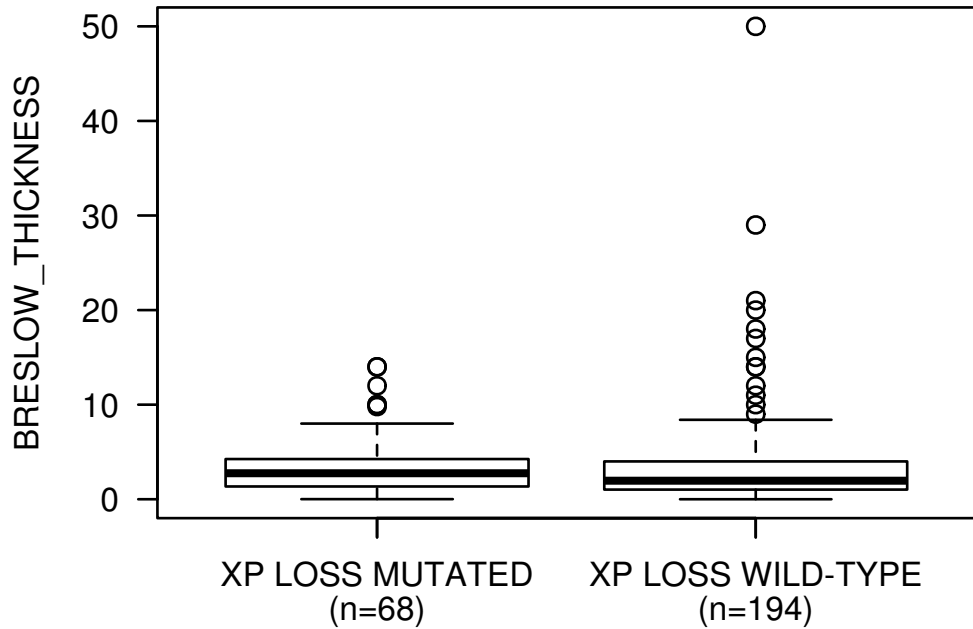 BRESLOW_THICKNESS
50
40
30
20
10
0
XP LOSS MUTATED
(n=68)
XP LOSS WILD-TYPE
(n=194)